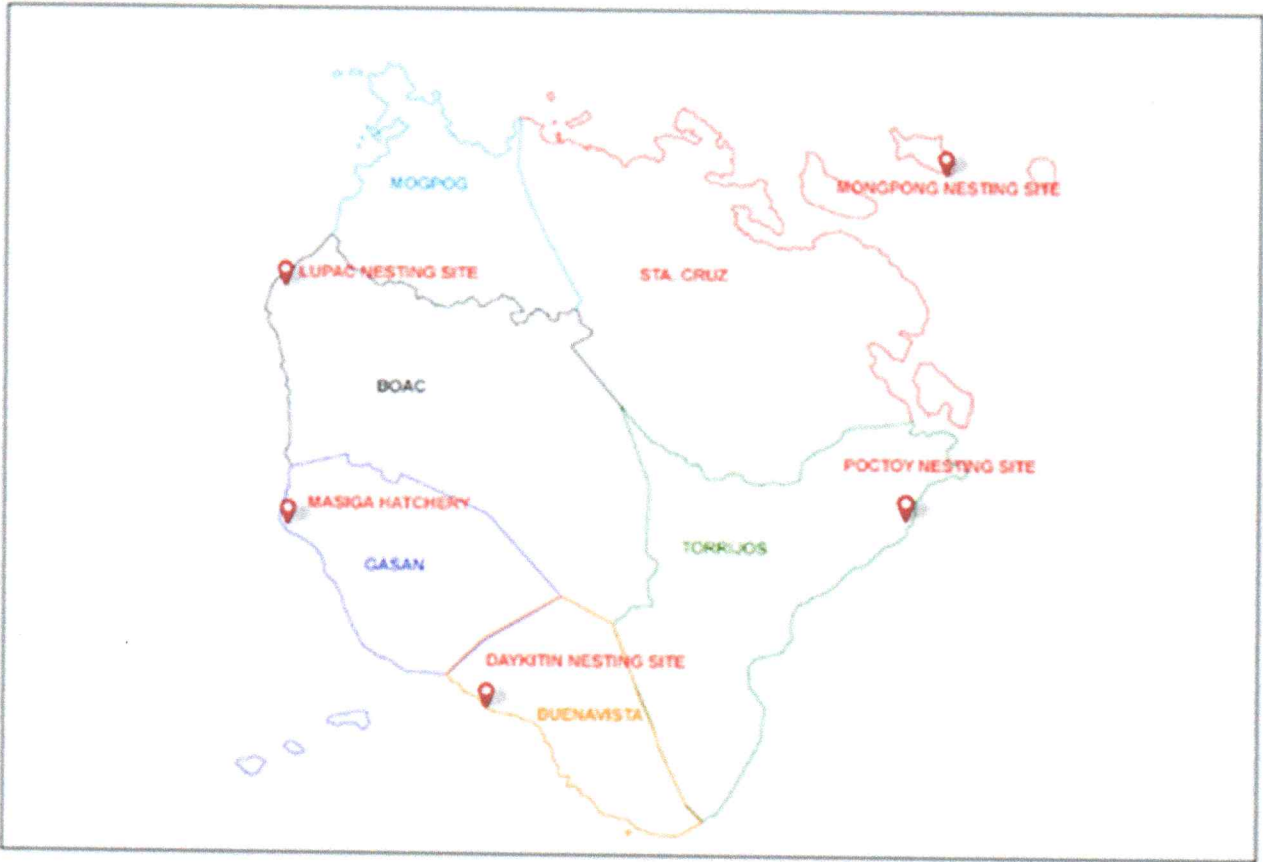 MOGPOG
MONGPONG NESTING SITE
LUPAC NESTING SITE
STA. CRUZ
BOAC
POCTOY NESTING SITE
MASIGA HATCHERY
TORRIJOS
GASAN
DAYKITIN NESTING SITE
BUENAVISTA